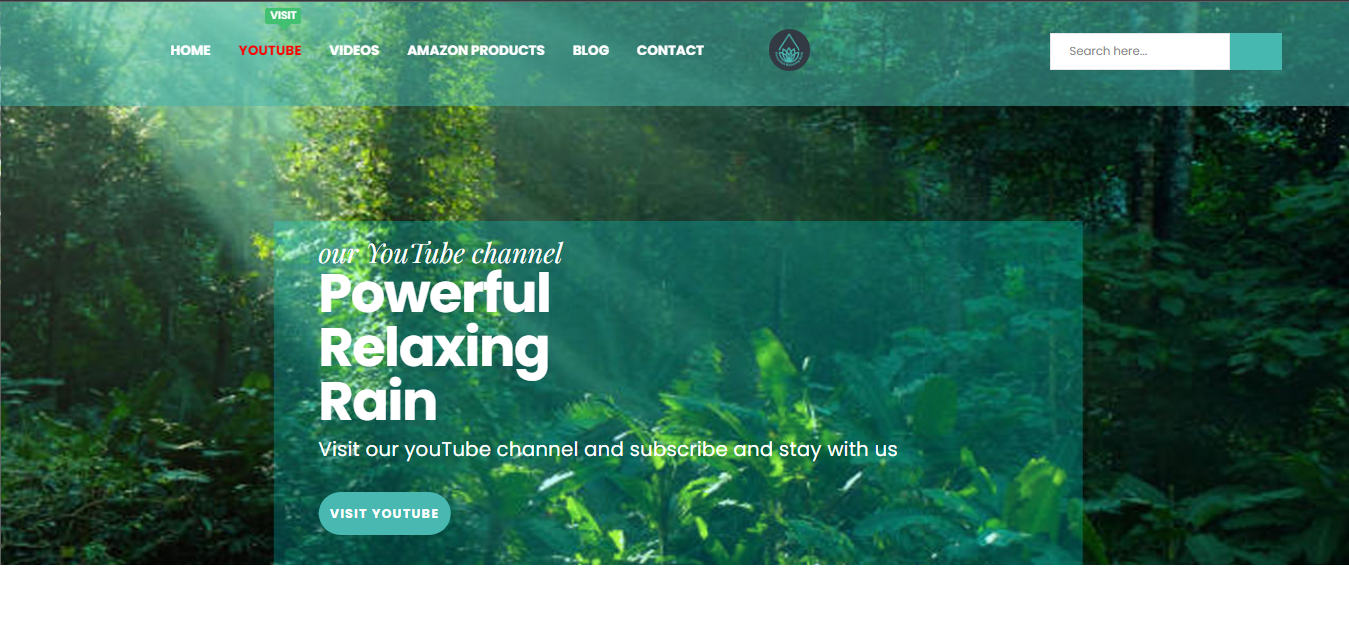 VISIT
HOME YOUTUBE VIDEOS AMAZON PRODUCTS BLOG CONTACT Search here...
our YouTube channel
Powerful
Relaxing
Rain
Visit our youTube channel and subscribe and stay with us
VISIT YOUTUBE